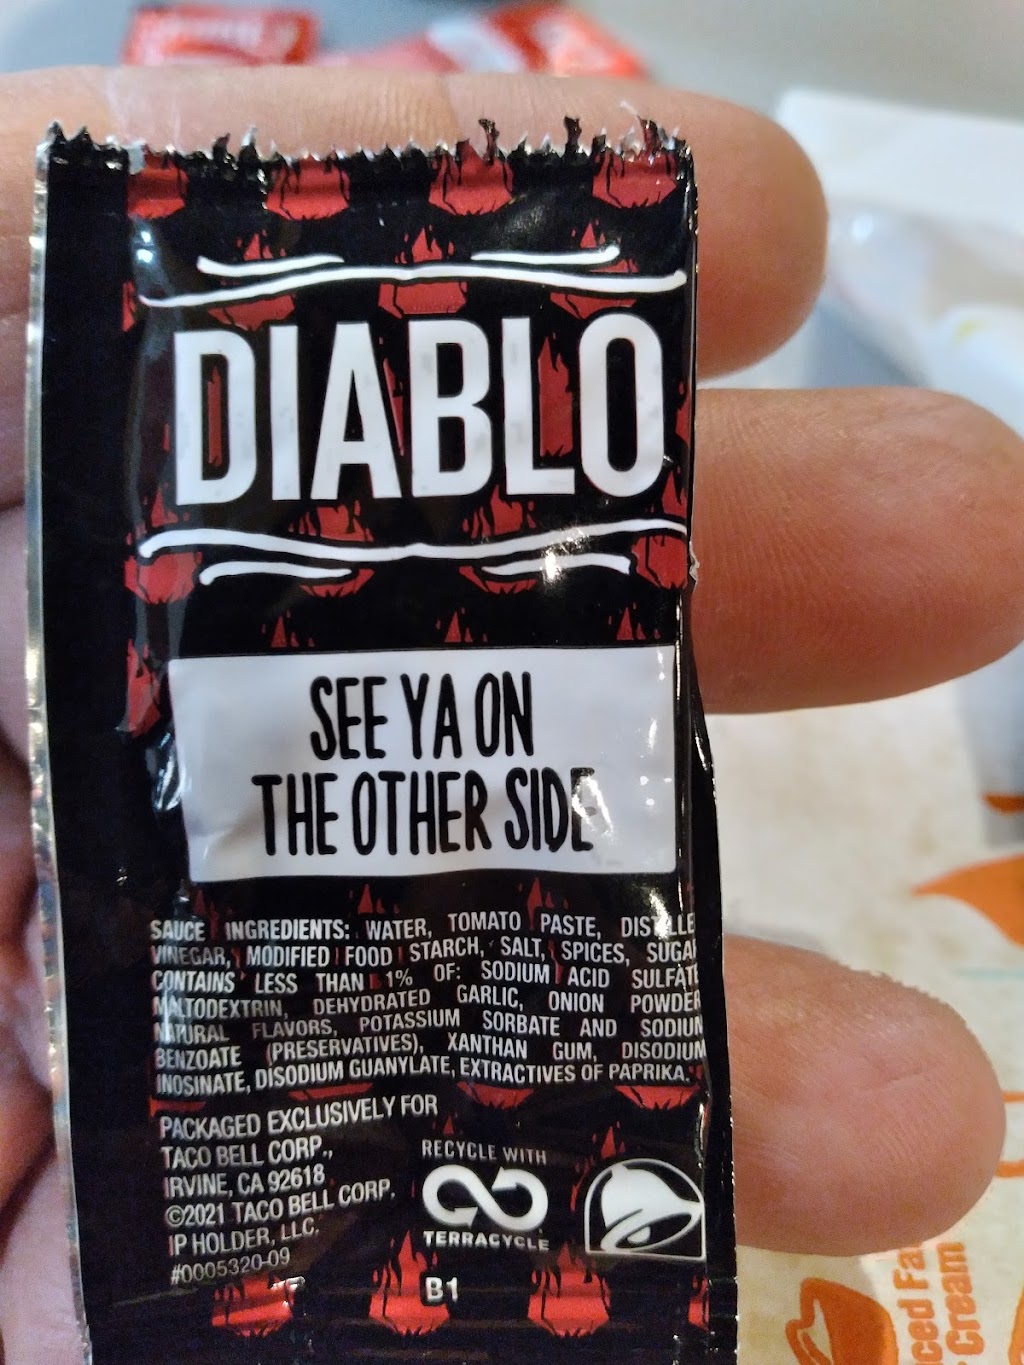 DIABLO
SEE YA ON
THE OTHER SIDE
SAUCE INGREDIENTS: WATER, TOMATO PASTE, DISTILLE
VINEGAR, MODIFIED FOOD STARCH, SALT, SPICES, SUGAR
CONTAINS LESS THAN 1% OF: SODIUM ACID SULFATE
MALTODEXTRIN, DEHYDRATED GARLIC, ONION POWDER
NATURAL FLAVORS, POTASSIUM SORBATE AND SODIUM
BENZOATE (PRESERVATIVES), XANTHAN GUM, DISODIUM
INOSINATE, DISODIUM GUANYLATE, EXTRACTIVES OF PAPRIKA.
PACKAGED EXCLUSIVELY FOR
TACO BELL CORP.,
IRVINE, CA 92618
©2021 TACO BELL CORP.
IP HOLDER, LLC.
#0005320-09
RECYCLE WITH
TERRACYCLE
B1
Cream